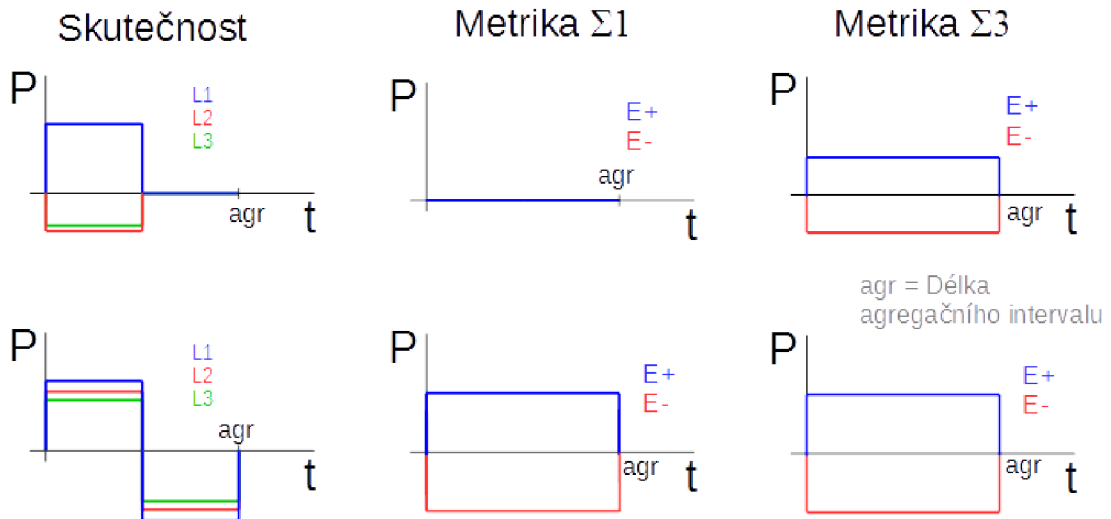 Skutečnost
Metrika Σ1
Metrika Σ3
P
L1
L2
L3
agr
t
P
E+
E-
agr
t
P
E+
E-
agr
t
agr = Délka
agregačního intervalu
P
L1
L2
L3
agr
t
P
E+
E-
agr
t
P
E+
E-
agr
t